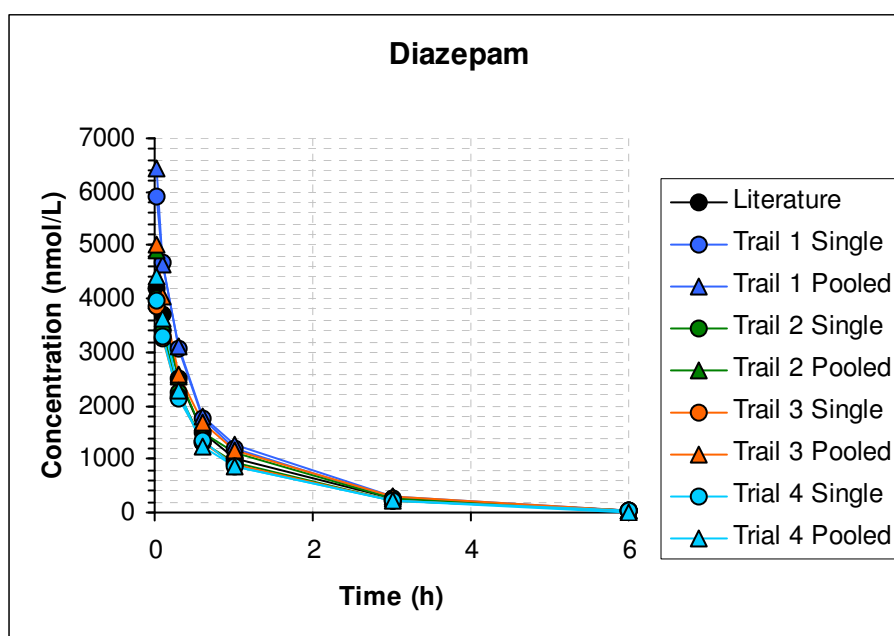 Diazepam
Concentration (nmol/L)
7000
6000
5000
4000
3000
2000
1000
0
0
2
4
6
Time (h)
Literature
Trail 1 Single
Trail 1 Pooled
Trail 2 Single
Trail 2 Pooled
Trail 3 Single
Trail 3 Pooled
Trial 4 Single
Trial 4 Pooled